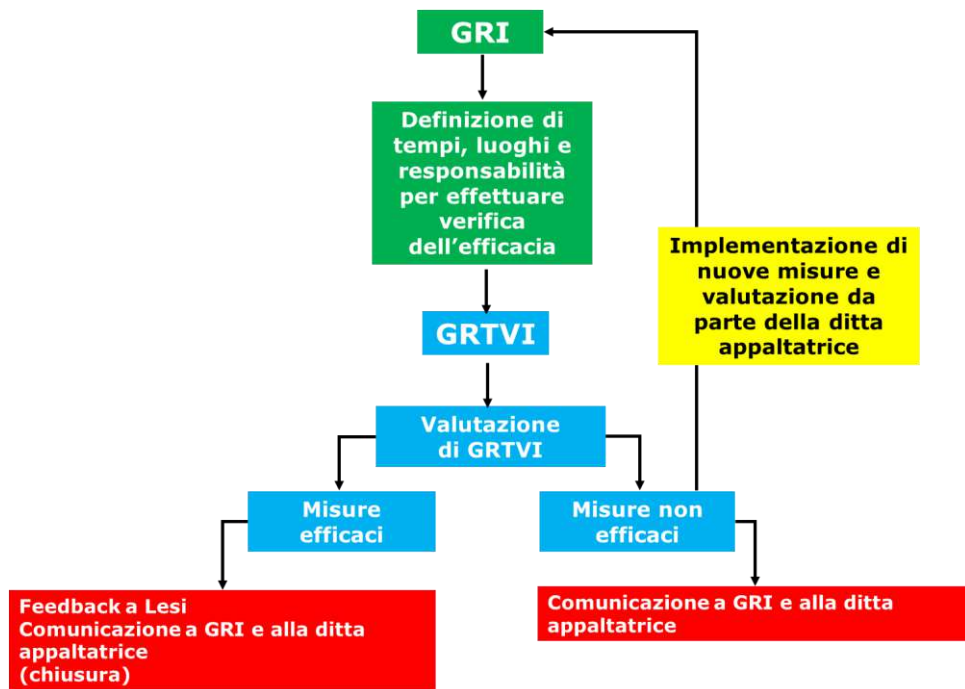 GRI
Definizione di
tempi, luoghi e
responsabilità
per effettuare
verifica
dell'efficacia
Implementazione di
nuove misure e
valutazione da
parte della ditta
appaltatrice
GRTVI
Valutazione
di GRTVI
Misure
efficaci
Misure non
efficaci
Feedback a Lesi
Comunicazione a GRI e alla ditta
appaltatrice
(chiusura)
Comunicazione a GRI e alla ditta
appaltatrice